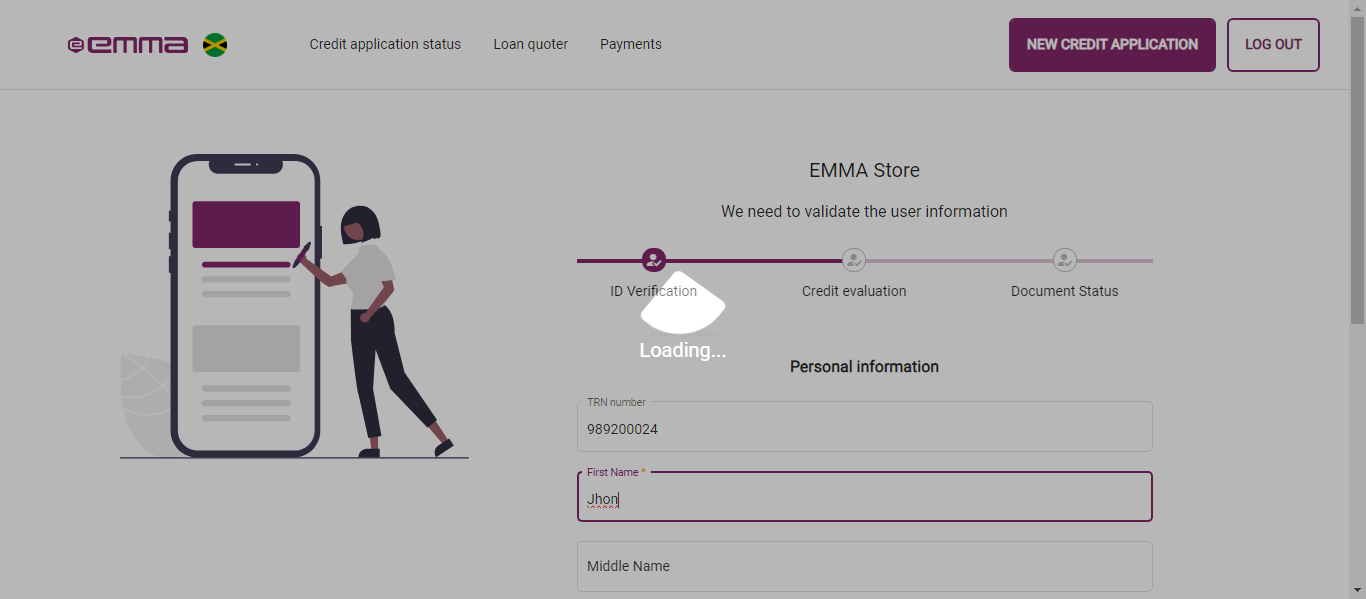 emma
Credit application status Loan quoter Payments
NEW CREDIT APPLICATION LOG OUT
EMMA Store
We need to validate the user information
ID Verification Credit evaluation Document Status
Loading...
Personal information
TRN number
989200024
First Name *
Jhon
Middle Name